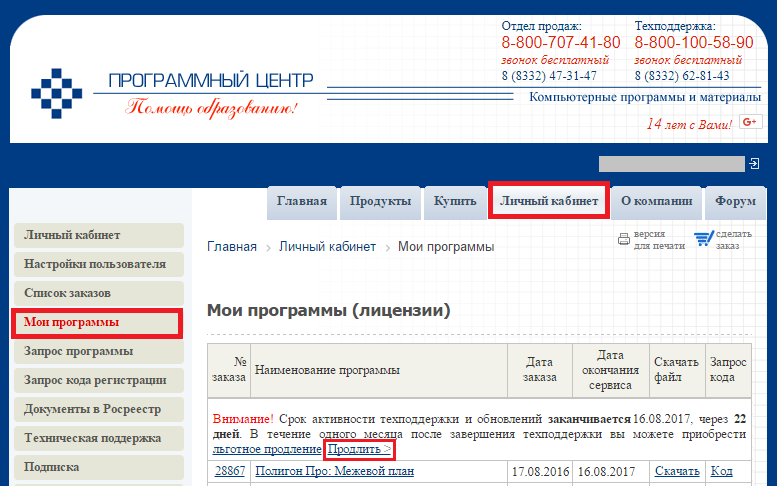 Отдел продаж:
8-800-707-41-80
звонок бесплатный
8 (8332) 47-31-47
Техподдержка:
8-800-100-58-90
звонок бесплатный
8 (8332) 62-81-43
ПРОГРАММНЫЙ ЦЕНТР
Помощь образованию!
Компьютерные программы и материалы
14 лет с Вами!
G+
Главная
Продукты
Купить
Личный кабинет
О компании
Форум
Личный кабинет
Настройки пользователя
Список заказов
Мои программы
Запрос программы
Запрос кода регистрации
Документы в Росреестр
Техническая поддержка
Подписка
Главная > Личный кабинет > Мои программы
версия
для печати
сделать
заказ
Мои программы (лицензии)
№
заказа
Наименование программы
Дата
заказа
Дата
окончания
сервиса
Скачать
файл
Запрос
кода
Внимание! Срок активности техподдержки и обновлений заканчивается 16.08.2017, через 22
дней. В течение одного месяца после завершения техподдержки вы можете приобрести
льготное продление Продлить >
28867 Полигон Про: Межевой план 17.08.2016 16.08.2017 Скачать Код